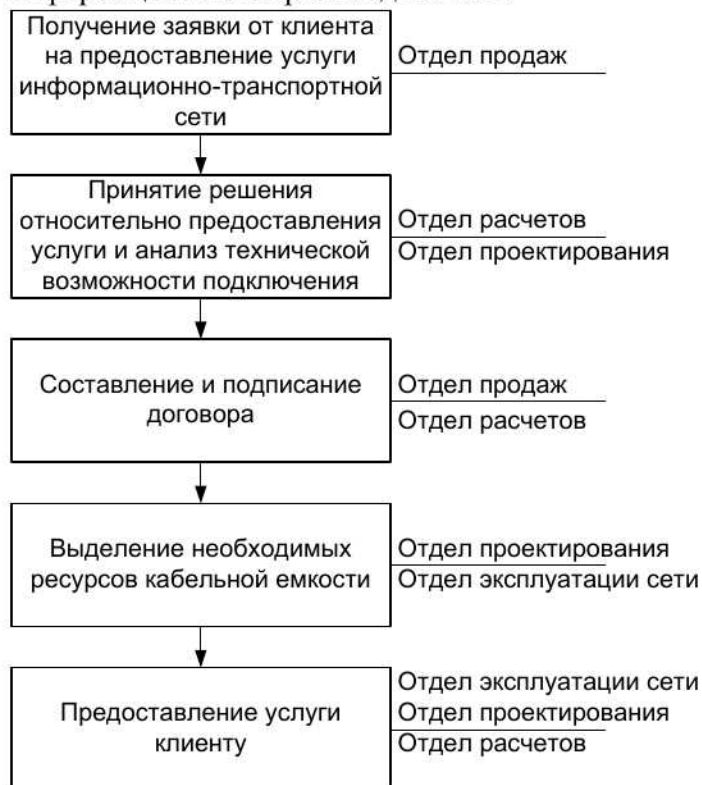 Получение заявки от клиента
на предоставление услуги
информационно-транспортной
сети
Отдел продаж
Принятие решения
относительно предоставления
услуги и анализ технической
возможности подключения
Отдел расчетов
Отдел проектирования
Составление и подписание
договора
Отдел продаж
Отдел расчетов
Выделение необходимых
ресурсов кабельной емкости
Отдел проектирования
Отдел эксплуатации сети
Предоставление услуги
клиенту
Отдел эксплуатации сети
Отдел проектирования
Отдел расчетов